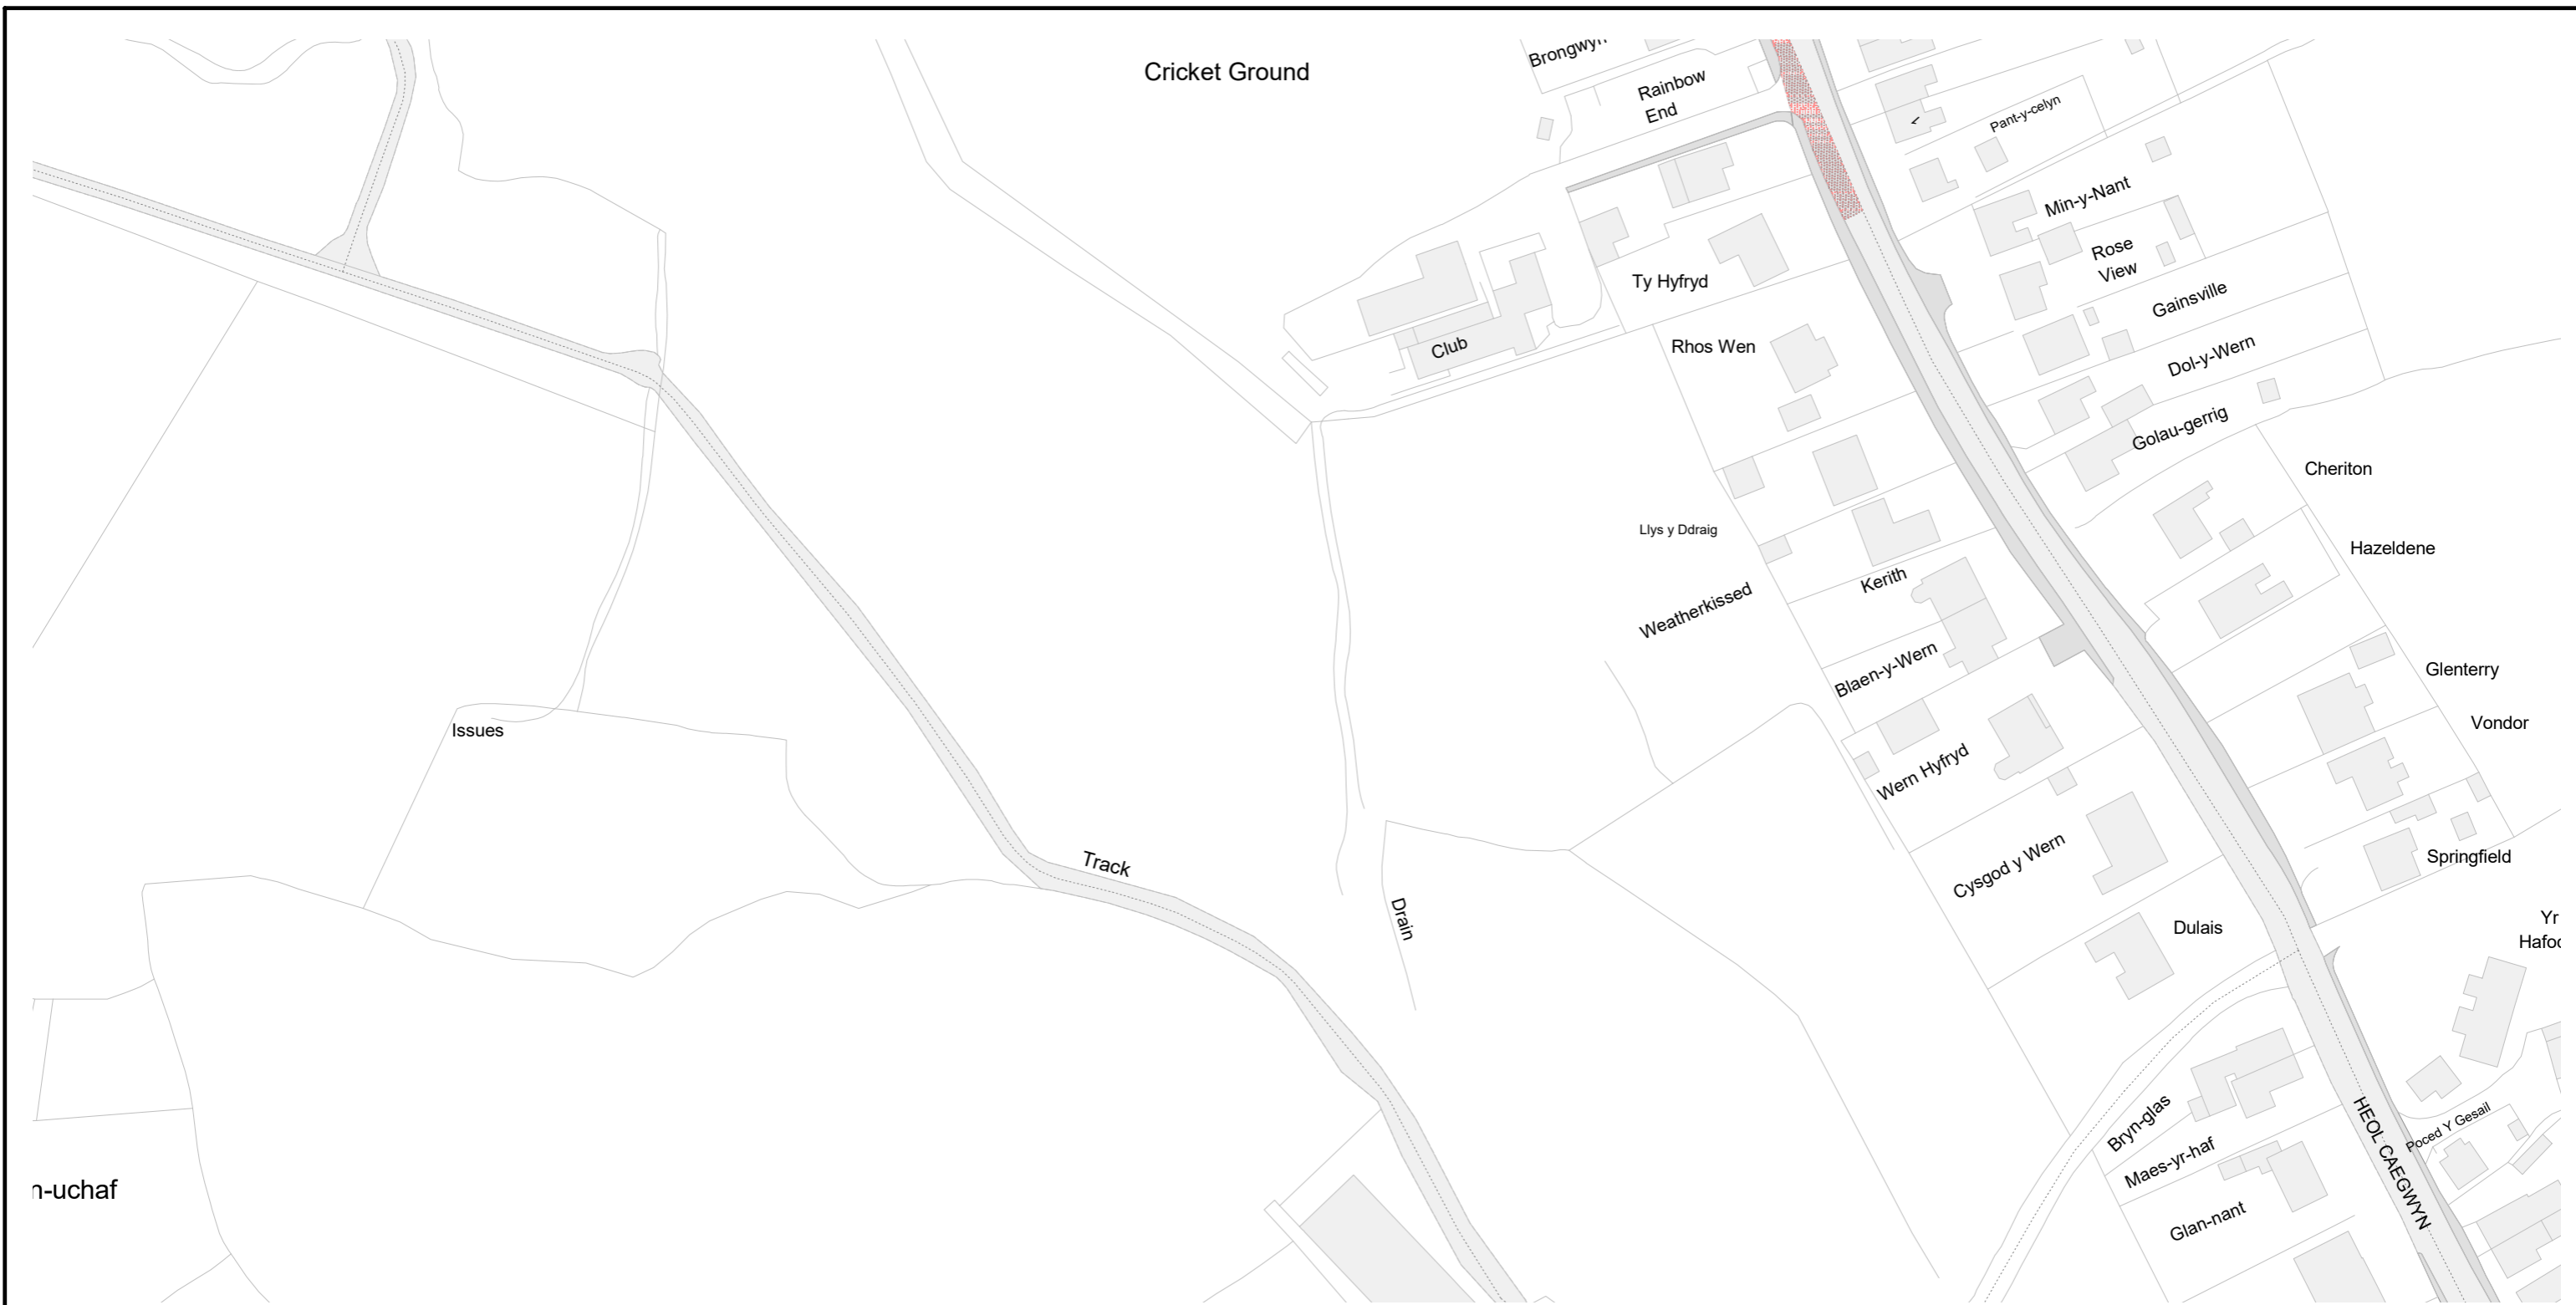 Cricket Ground
Brongwyn
Rainbow
End
Pant-y-celyn
Min-y-Nant
Rose
View
Gainsville
Ty Hyfryd
Rhos Wen
Club
Dol-y-Wern
Golau-gerrig
Cheriton
Llys y Ddraig
Hazeldene
Kerith
Weatherkissed
Blaen-y-Wern
Glenterry
Vondor
Issues
Wern Hyfryd
Track
Cysgod y Wern
Springfield
Drain
Dulais
Yr
Bryn-glas
HEOL CAEGWYN
Poced Y Gesail
Maes-yr-haf
n-uchaf
Glan-nant